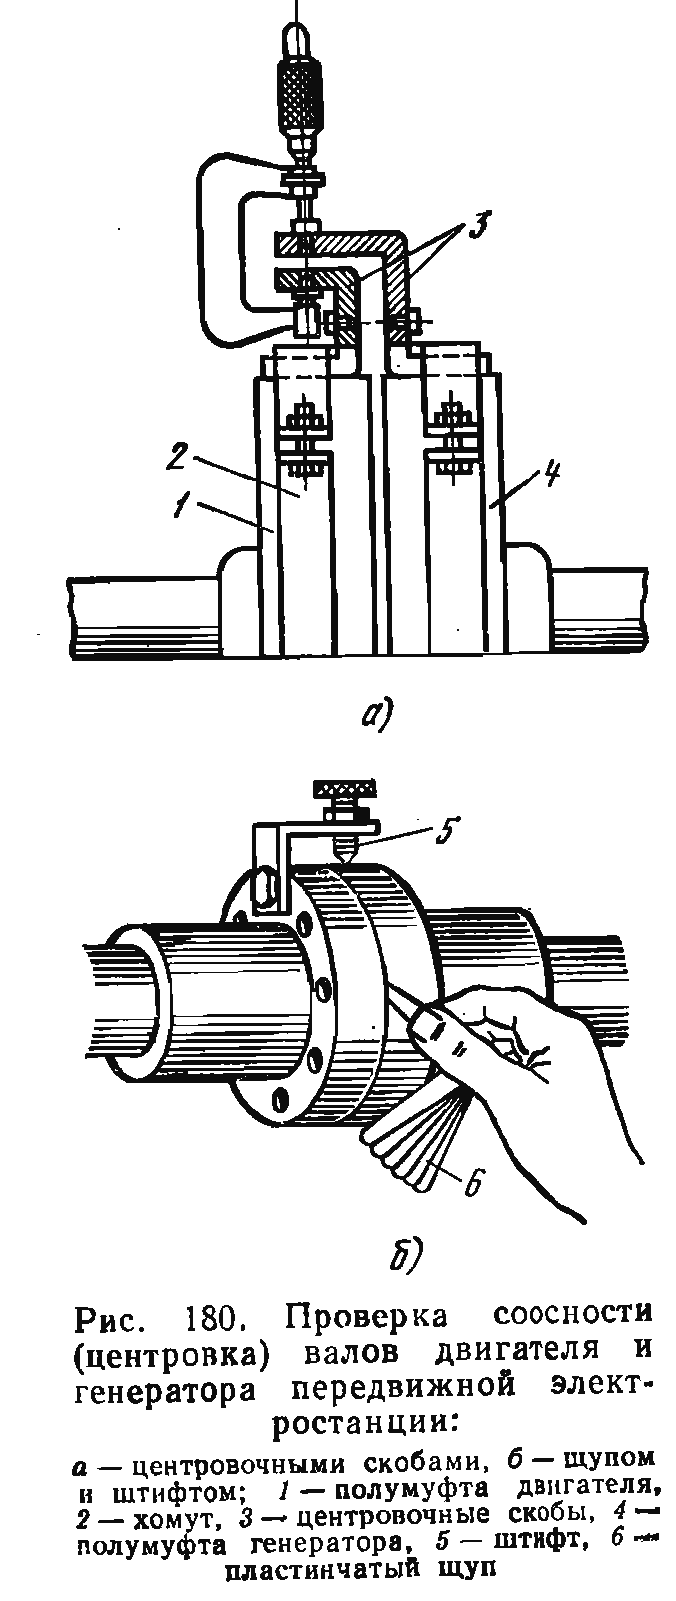 3
2
1
4
а)
5
6
б)
Рис. 180. Проверка соосности
(центровка) валов двигателя и
генератора передвижной элект-
ростанции:
а — центровочными скобами, б — щупом
и штифтом; 1 — полумуфта двигателя,
2 — хомут, 3 — центровочные скобы, 4 —
полумуфта генератора, 5 — штифт, 6 —
пластинчатый щуп